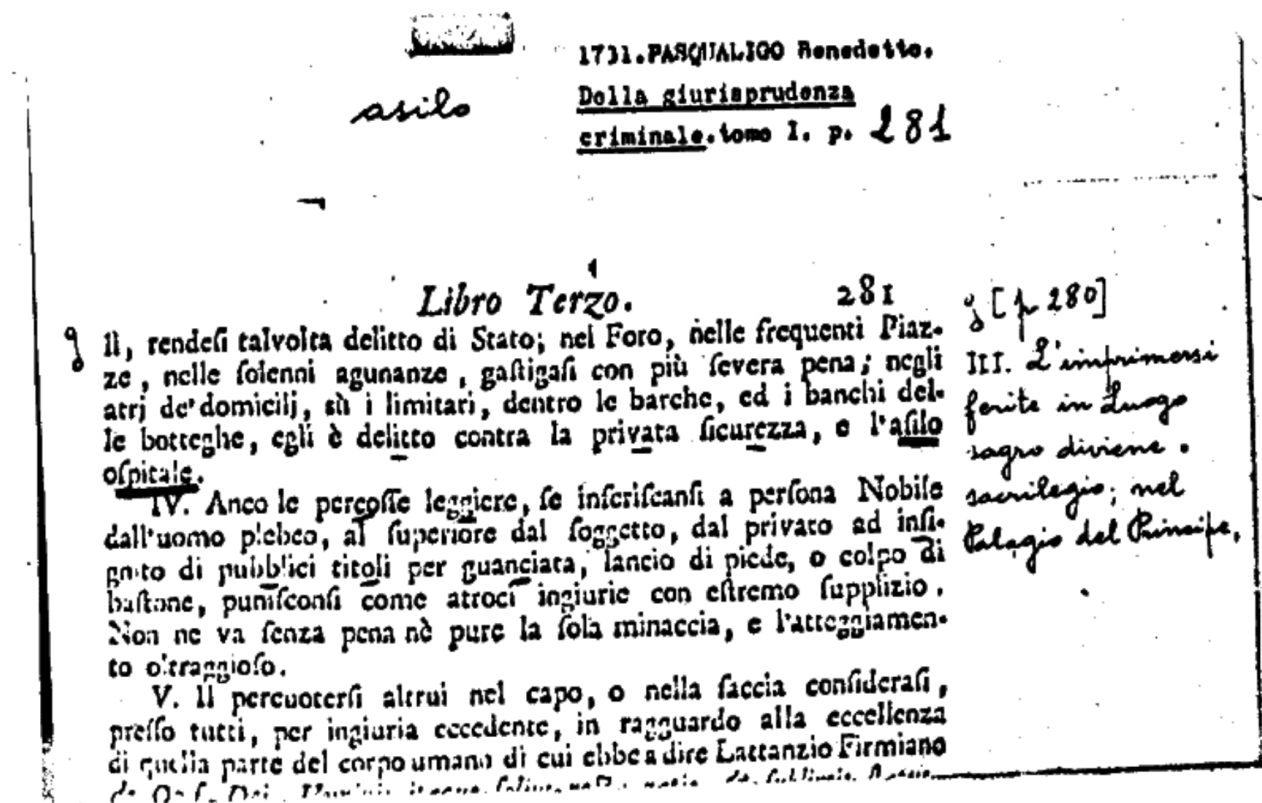 1731.PASQUALIGO Benedetto.
Della giurisprudenza
criminale.tomo I. p. 281
asilo
Libro Terzo. 281
g
ſi, rendeſi talvolta delitto di Stato; nel Foro, nelle frequenti Piaz-
ze, nelle ſolenni agunanze, gaſtigaſi con più ſevera pena; negli
atrj de'domicilj, sù i limitari, dentro le barche, ed i banchi del-
le botteghe, egli è delitto contra la privata ſicurezza, e l'aſilo
oſpitale.
IV. Anco le percoſſe leggiere, ſe inferiſcanſi a perſona Nobile
dall'uomo plebeo, al ſuperiore dal ſoggetto, dal privato ad inſi-
gnito di pubblici titoli per guanciata, lancio di piede, o colpo di
baſtone, puniſconſi come atroci ingiurie con eſtremo ſupplizio.
Non ne va ſenza pena nè pure la ſola minaccia, e l'atteggiamen-
to oltraggioſo.
V. Il percuoterſi altrui nel capo, o nella faccia conſideraſi,
preſſo tutti, per ingiuria eccedente, in ragguardo alla eccellenza
di quella parte del corpo umano di cui ebbe a dire Lattanzio Firmiano
g [p 280]
III. L'imprimersi
ferite in Luogo
sagro diviene
sacrilegio; nel
Palagio del Principe,